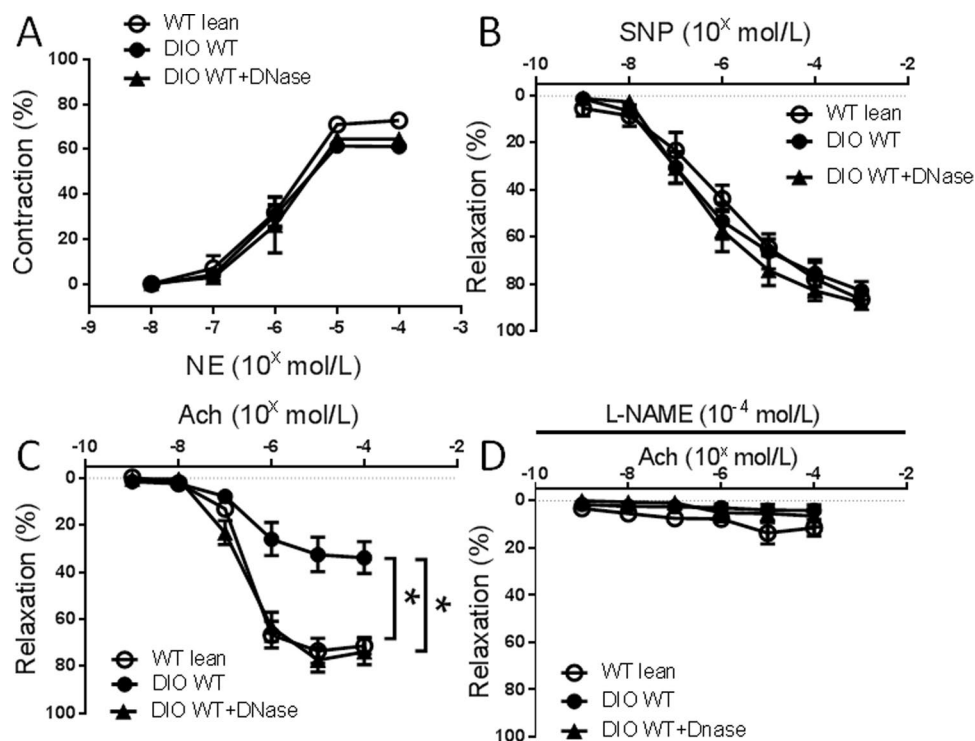 A
WT lean
DIO WT
DIO WT+DNase
100
80
60
40
20
0
Contraction (%)
-9 -8 -7 -6 -5 -4 -3
NE (10^x mol/L)
B
SNP (10^x mol/L)
-10 -8 -6 -4 -2
0
20
40
60
80
100
Relaxation (%)
WT lean
DIO WT
DIO WT+DNase
C
Ach (10^x mol/L)
-10 -8 -6 -4 -2
0
20
40
60
80
100
Relaxation (%)
* *
WT lean
DIO WT
DIO WT+DNase
D
L-NAME (10^-4 mol/L)
Ach (10^x mol/L)
-10 -8 -6 -4 -2
0
20
40
60
80
100
Relaxation (%)
WT lean
DIO WT
DIO WT+Dnase